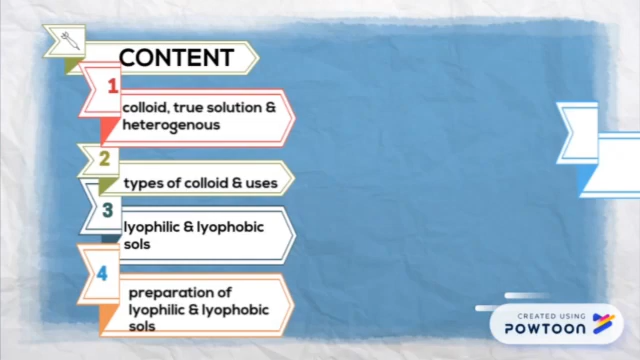 CONTENT
1
colloid, true solution &
heterogenous
2
types of colloid & uses
3
lyophilic & lyophobic
sols
4
preparation of
lyophilic & lyophobic
sols
CREATED USING
POWTOON